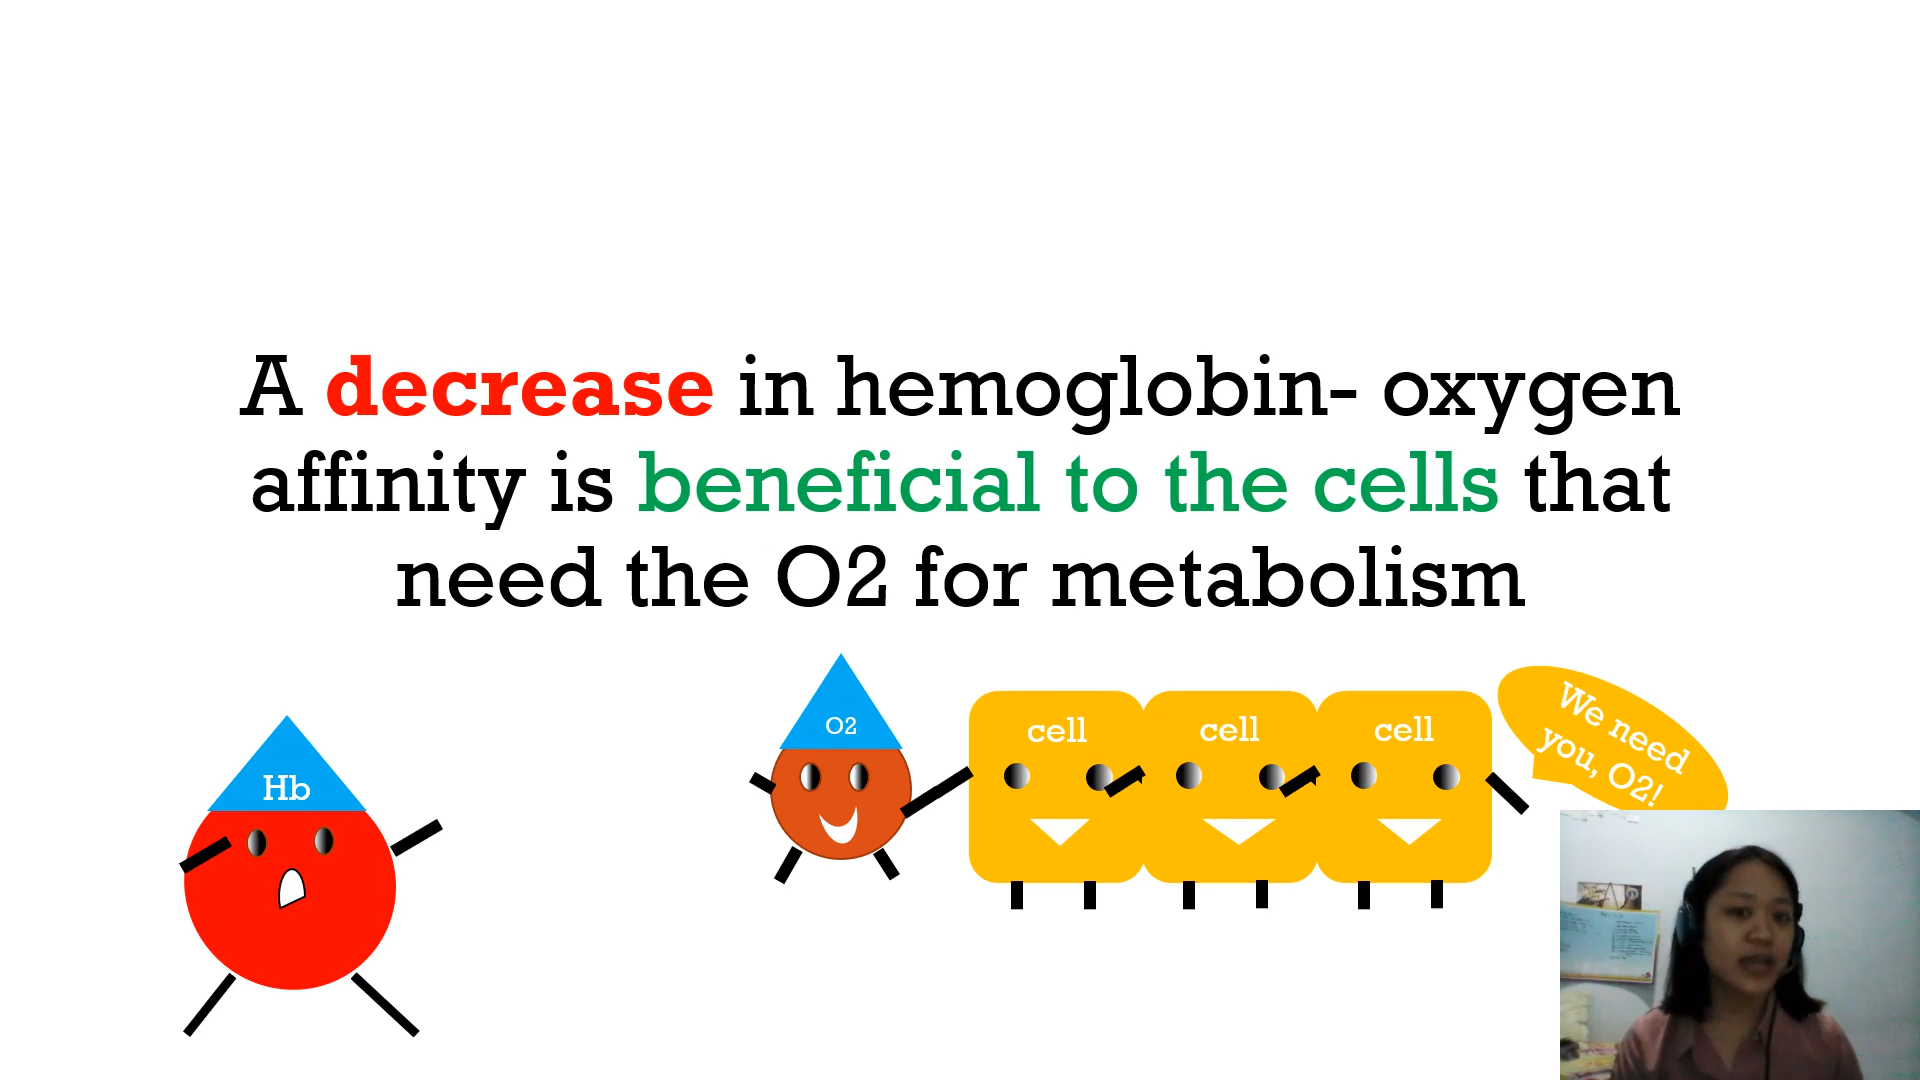 A decrease in hemoglobin- oxygen
affinity is beneficial to the cells that
need the O2 for metabolism
Hb
O2
cell
cell
cell
We need
you, O2!